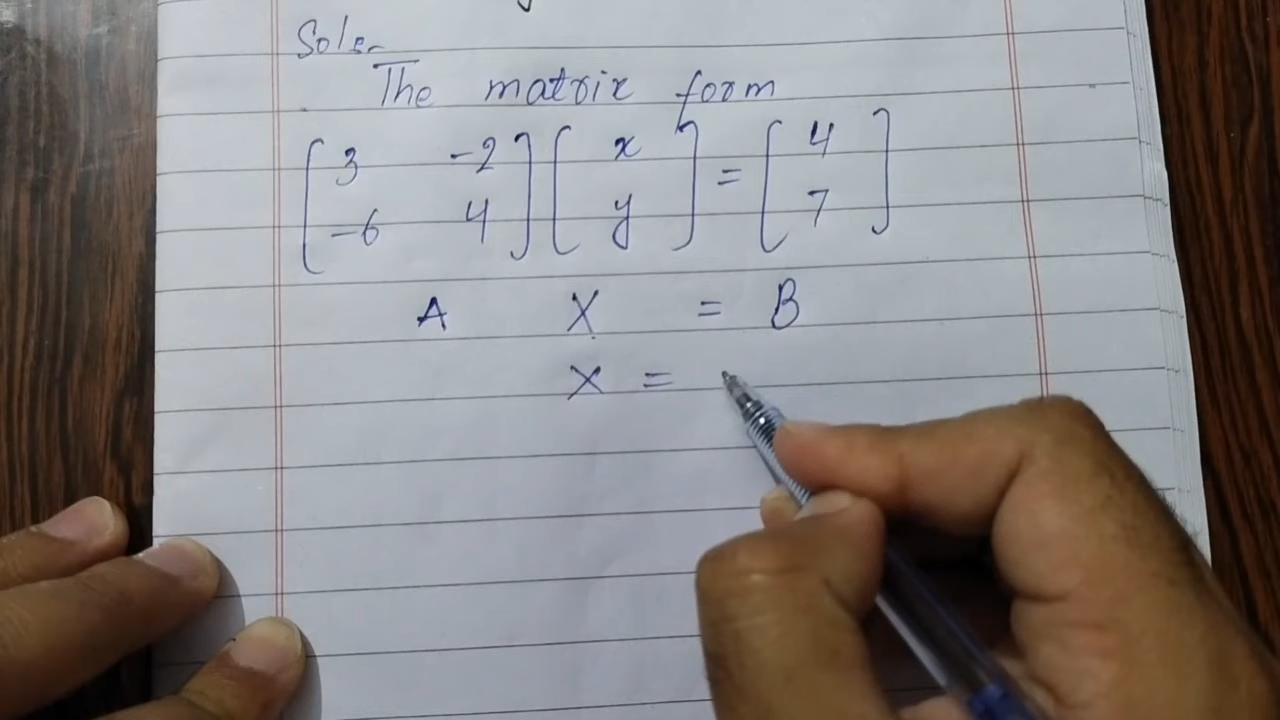 Sol:-
The matrix form
[3 -2] [x] = [4]
[-6 4] [y] [7]
A X = B
X =